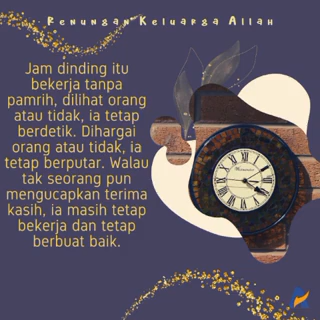 Renungan Keluarga Allah
Jam dinding itu
bekerja tanpa
pamrih, dilihat orang
atau tidak, ia tetap
berdetik. Dihargai
orang atau tidak, ia
tetap berputar. Walau
tak seorang pun
mengucapkan terima
kasih, ia masih tetap
bekerja dan tetap
berbuat baik.